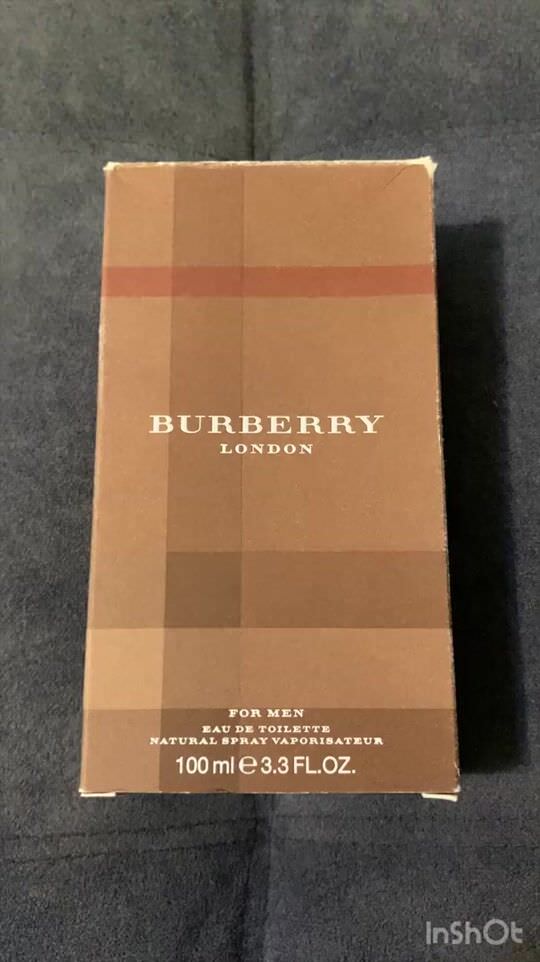 BURBERRY
LONDON
FOR MEN
EAU DE TOILETTE
NATURAL SPRAY VAPORISATEUR
100 ml ℮ 3.3 FL.OZ.
InShOt